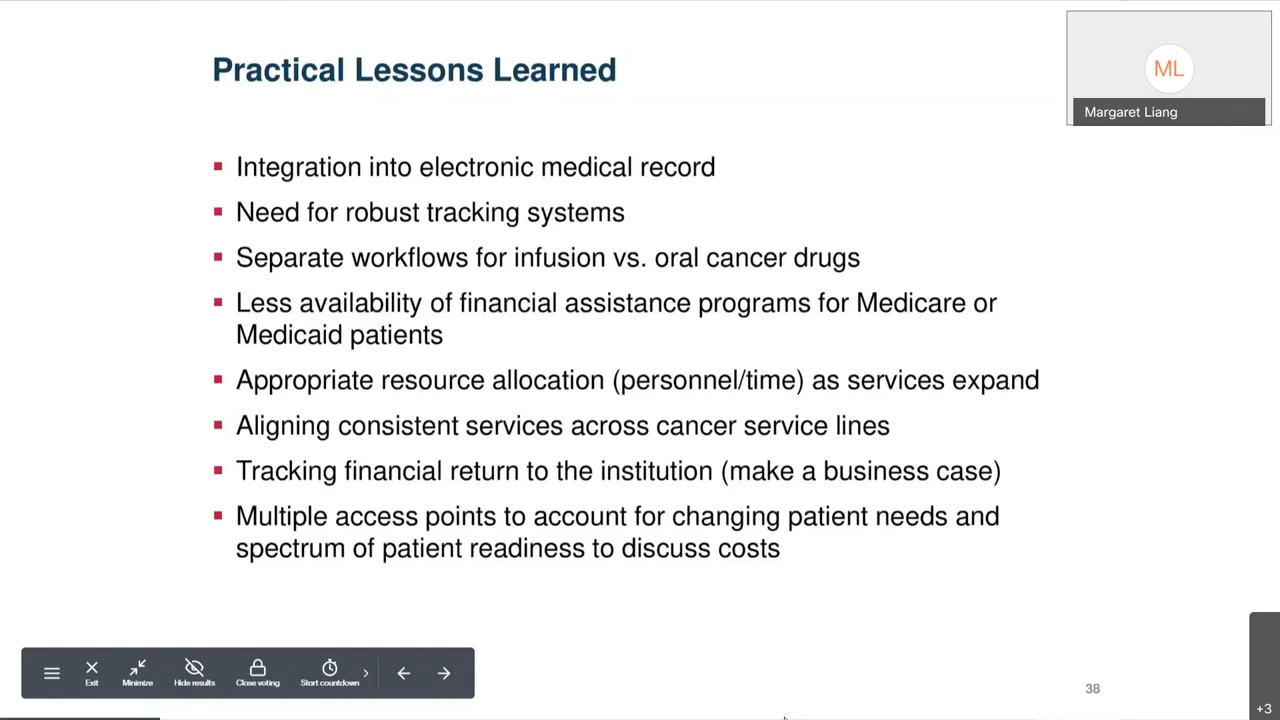 Practical Lessons Learned
ML
Margaret Liang
▪ Integration into electronic medical record
▪ Need for robust tracking systems
▪ Separate workflows for infusion vs. oral cancer drugs
▪ Less availability of financial assistance programs for Medicare or
Medicaid patients
▪ Appropriate resource allocation (personnel/time) as services expand
▪ Aligning consistent services across cancer service lines
▪ Tracking financial return to the institution (make a business case)
▪ Multiple access points to account for changing patient needs and
spectrum of patient readiness to discuss costs
Exit
Minimize
Hide results
Close voting
Start countdown
38
+3